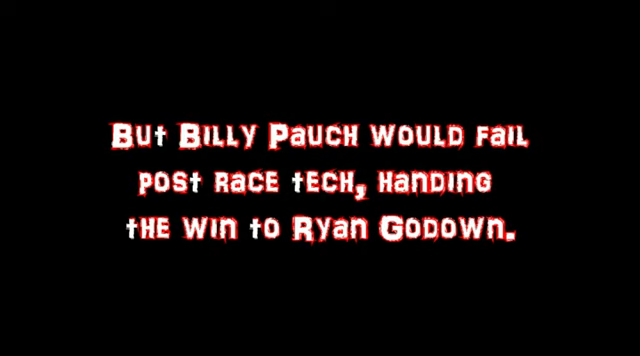 But Billy Pauch would fail
post race tech, handing
the win to Ryan Godown.